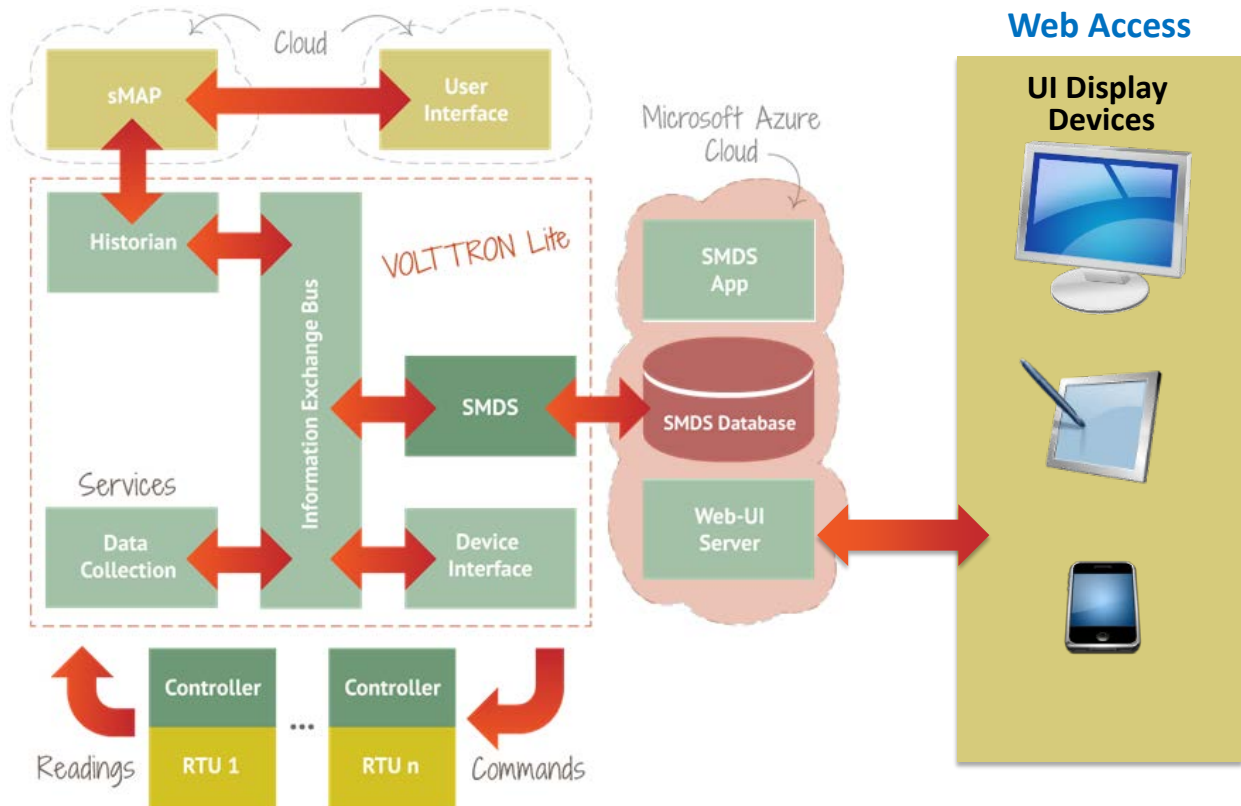 Cloud
sMAP
User
Interface
Web Access
UI Display
Devices
Microsoft Azure
Cloud
Historian
Information Exchange Bus
VOLTTRON Lite
SMDS
App
SMDS
SMDS Database
Services
Data
Collection
Device
Interface
Web-UI
Server
Controller
Controller
...
Readings
RTU 1
RTU n
Commands